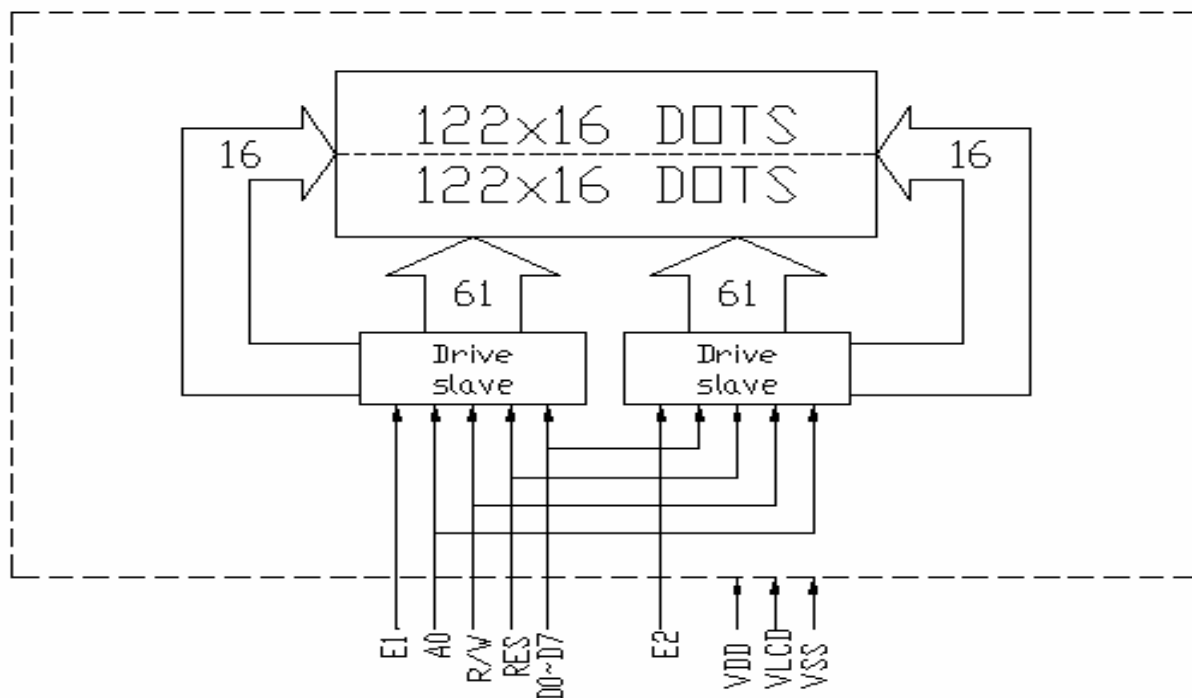 122x16 DOTS
122x16 DOTS
16
16
61
61
Drive
slave
Drive
slave
E1
A0
R/W
RES
D0~D7
E2
VDD
VLCD
VSS